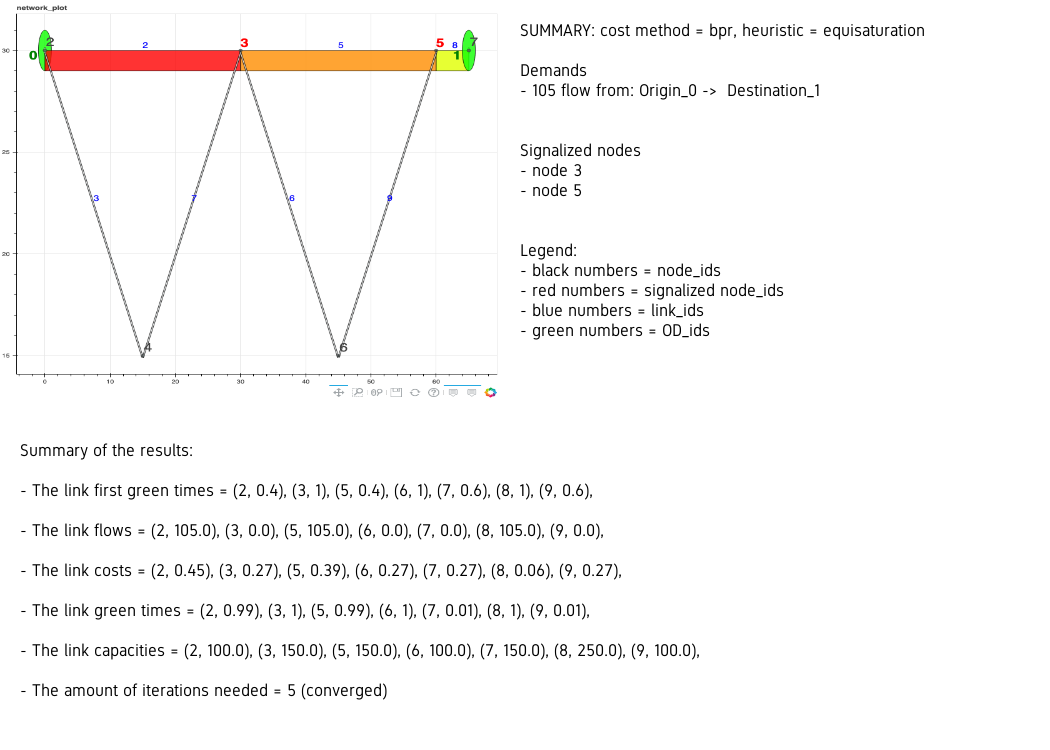 network_plot
2
3
5
7
0
2
5
8
1
30
25
20
15
3
7
6
9
4
6
0
10
20
30
40
50
60
SUMMARY: cost method = bpr, heuristic = equisaturation
Demands
- 105 flow from: Origin_0 -> Destination_1
Signalized nodes
- node 3
- node 5
Legend:
- black numbers = node_ids
- red numbers = signalized node_ids
- blue numbers = link_ids
- green numbers = OD_ids
Summary of the results:
- The link first green times = (2, 0.4), (3, 1), (5, 0.4), (6, 1), (7, 0.6), (8, 1), (9, 0.6),
- The link flows = (2, 105.0), (3, 0.0), (5, 105.0), (6, 0.0), (7, 0.0), (8, 105.0), (9, 0.0),
- The link costs = (2, 0.45), (3, 0.27), (5, 0.39), (6, 0.27), (7, 0.27), (8, 0.06), (9, 0.27),
- The link green times = (2, 0.99), (3, 1), (5, 0.99), (6, 1), (7, 0.01), (8, 1), (9, 0.01),
- The link capacities = (2, 100.0), (3, 150.0), (5, 150.0), (6, 100.0), (7, 150.0), (8, 250.0), (9, 100.0),
- The amount of iterations needed = 5 (converged)